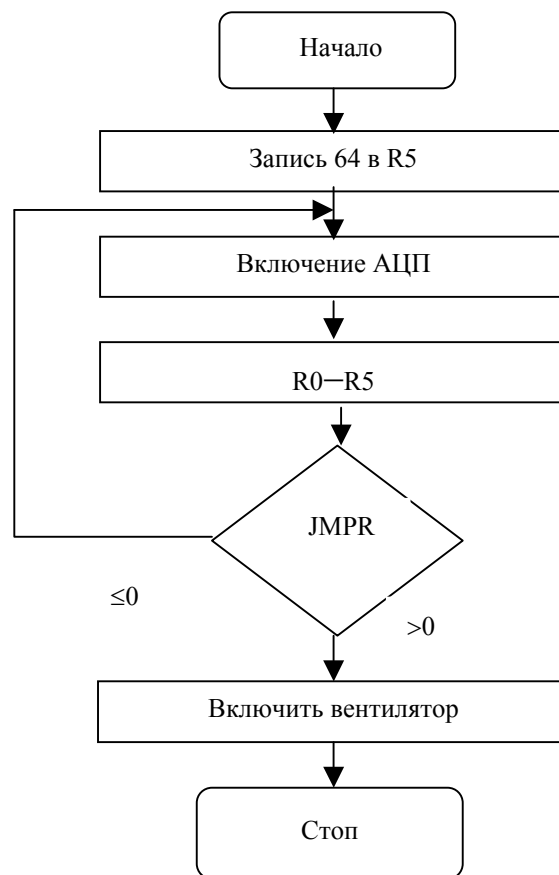 Начало
Запись 64 в R5
Включение АЦП
R0−R5
JMPR
≤0
>0
Включить вентилятор
Стоп